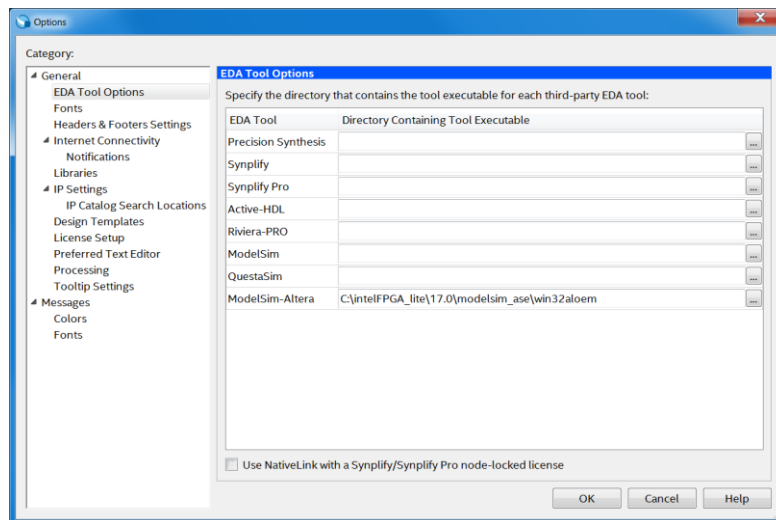 Options
Category:
General
EDA Tool Options
Fonts
Headers & Footers Settings
Internet Connectivity
Notifications
Libraries
IP Settings
IP Catalog Search Locations
Design Templates
License Setup
Preferred Text Editor
Processing
Tooltip Settings
Messages
Colors
Fonts
EDA Tool Options
Specify the directory that contains the tool executable for each third-party EDA tool:
EDA Tool Directory Containing Tool Executable
Precision Synthesis ...
Synplify ...
Synplify Pro ...
Active-HDL ...
Riviera-PRO ...
ModelSim ...
QuestaSim ...
ModelSim-Altera C:\intelFPGA_lite\17.0\modelsim_ase\win32aloem ...
Use NativeLink with a Synplify/Synplify Pro node-locked license
OK Cancel Help